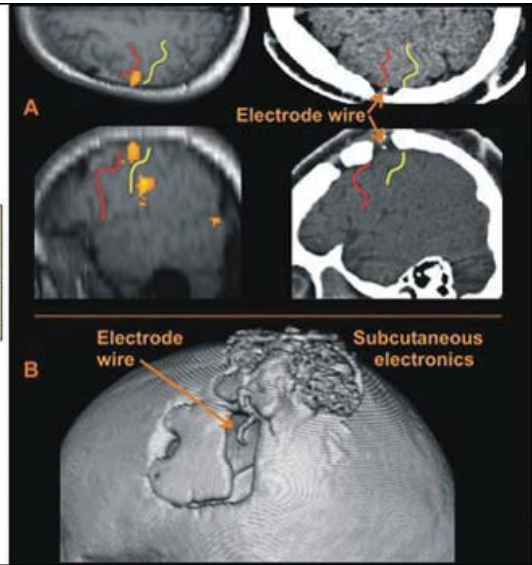 A
Electrode wire
Electrode
wire
Subcutaneous
electronics
B